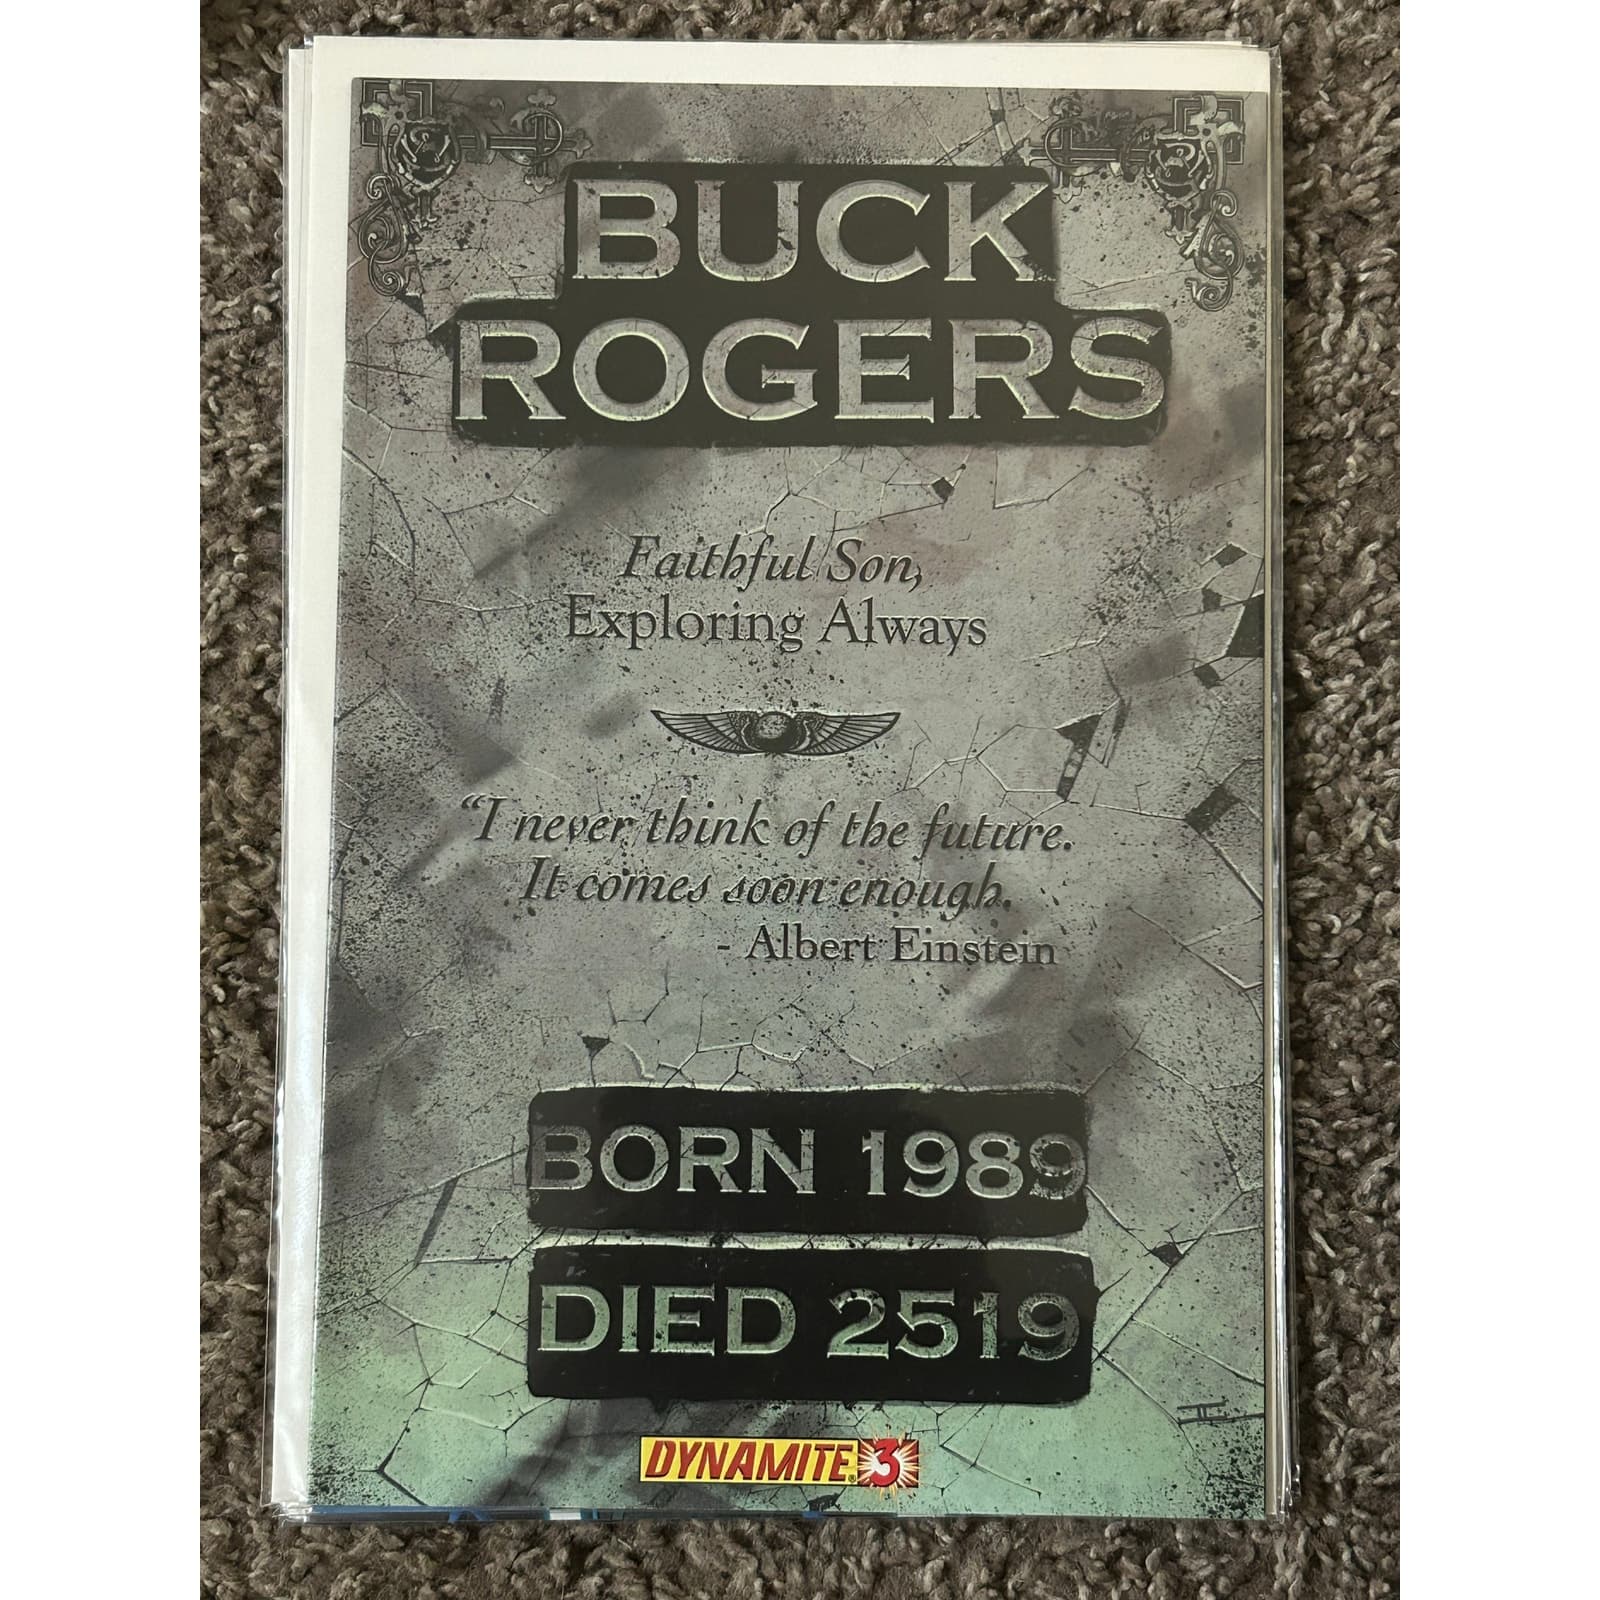 BUCK
ROGERS
Faithful Son,
Exploring Always
"I never think of the future.
It comes soon enough.
- Albert Einstein
BORN 1989
DIED 2519
DYNAMITE® 3